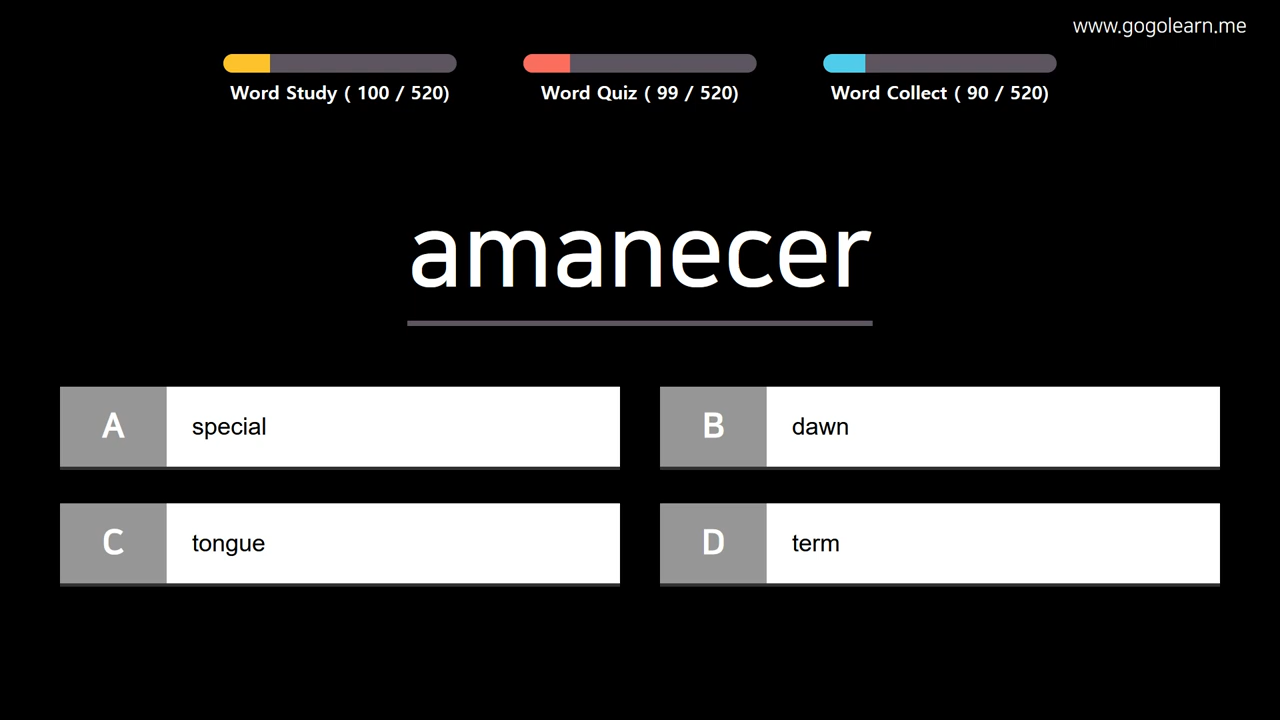 www.gogolearn.me
Word Study ( 100 / 520)
Word Quiz ( 99 / 520)
Word Collect ( 90 / 520)
amanecer
A special
B dawn
C tongue
D term